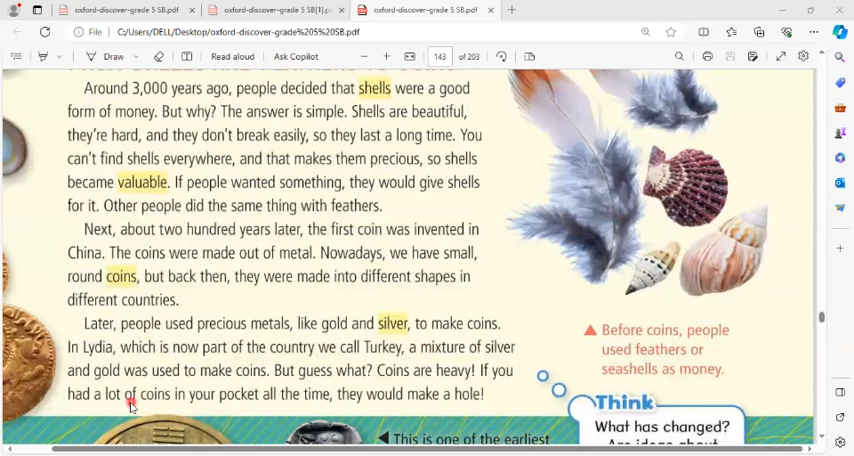 oxford-discover-grade 5 SB.pdf
oxford-discover-grade 5 SB[1].p
oxford-discover-grade 5 SB.pdf
File
C:/Users/DELL/Desktop/oxford-discover-grade%205%20SB.pdf
Draw
Read aloud
Ask Copilot
143
of 203
Around 3,000 years ago, people decided that shells were a good
form of money. But why? The answer is simple. Shells are beautiful,
they're hard, and they don't break easily, so they last a long time. You
can't find shells everywhere, and that makes them precious, so shells
became valuable. If people wanted something, they would give shells
for it. Other people did the same thing with feathers.
Next, about two hundred years later, the first coin was invented in
China. The coins were made out of metal. Nowadays, we have small,
round coins, but back then, they were made into different shapes in
different countries.
Later, people used precious metals, like gold and silver, to make coins.
In Lydia, which is now part of the country we call Turkey, a mixture of silver
and gold was used to make coins. But guess what? Coins are heavy! If you
had a lot of coins in your pocket all the time, they would make a hole!
Before coins, people
used feathers or
seashells as money.
Think
What has changed?
Are ideas about
This is one of the earliest